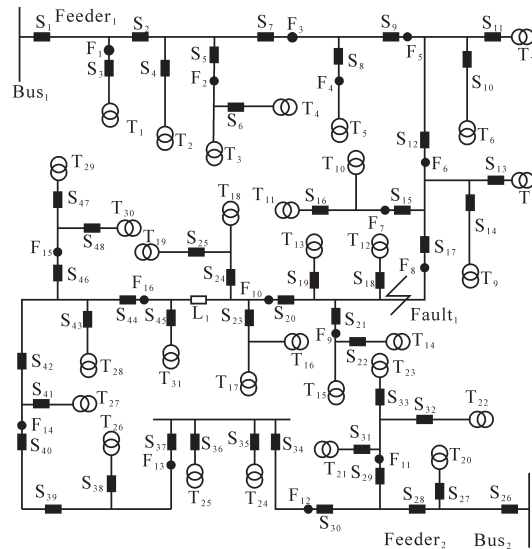 Feeder₁
S₁ S₂ S₇ F₃ S₉ S₁₁
F₁ S₅ F₅
S₃ S₄ F₂ S₈ F₄ S₁₀ T
Bus₁
S₆ T₄
T₁ T₂ T₃ T₅ T₆
S₁₂
T₂₉ T₁₀ F₆ S₁₃
T₁₈ T
S₄₇ T₃₀ T₁₁ S₁₆ S₁₅ S₁₄
T₁₉ S₂₅ F₇
F₁₅ S₄₈ T₁₃ T₁₂ S₁₇
S₄₆ S₂₄ S₁₉ S₁₈ F₈ T₉
F₁₆ F₁₀
S₄₃ S₄₄ S₄₅ L₁ S₂₃ S₂₀ S₂₁ Fault₁
F₉
S₄₂ S₂₂ T₁₄
T₂₈ T₃₁ T₁₆ T₂₃
S₄₁ T₂₇ T₁₇ T₁₅ S₃₃ T₂₂
F₁₄ T₂₆ S₃₂
S₄₀ S₃₇ S₃₆ S₃₅ S₃₄ S₃₁ T₂₀
F₁₃ T₂₁ F₁₁
S₃₈ T₂₅ T₂₄ S₂₉ S₂₇
S₃₉ F₁₂ S₃₀ S₂₈ S₂₆
Feeder₂ Bus₂